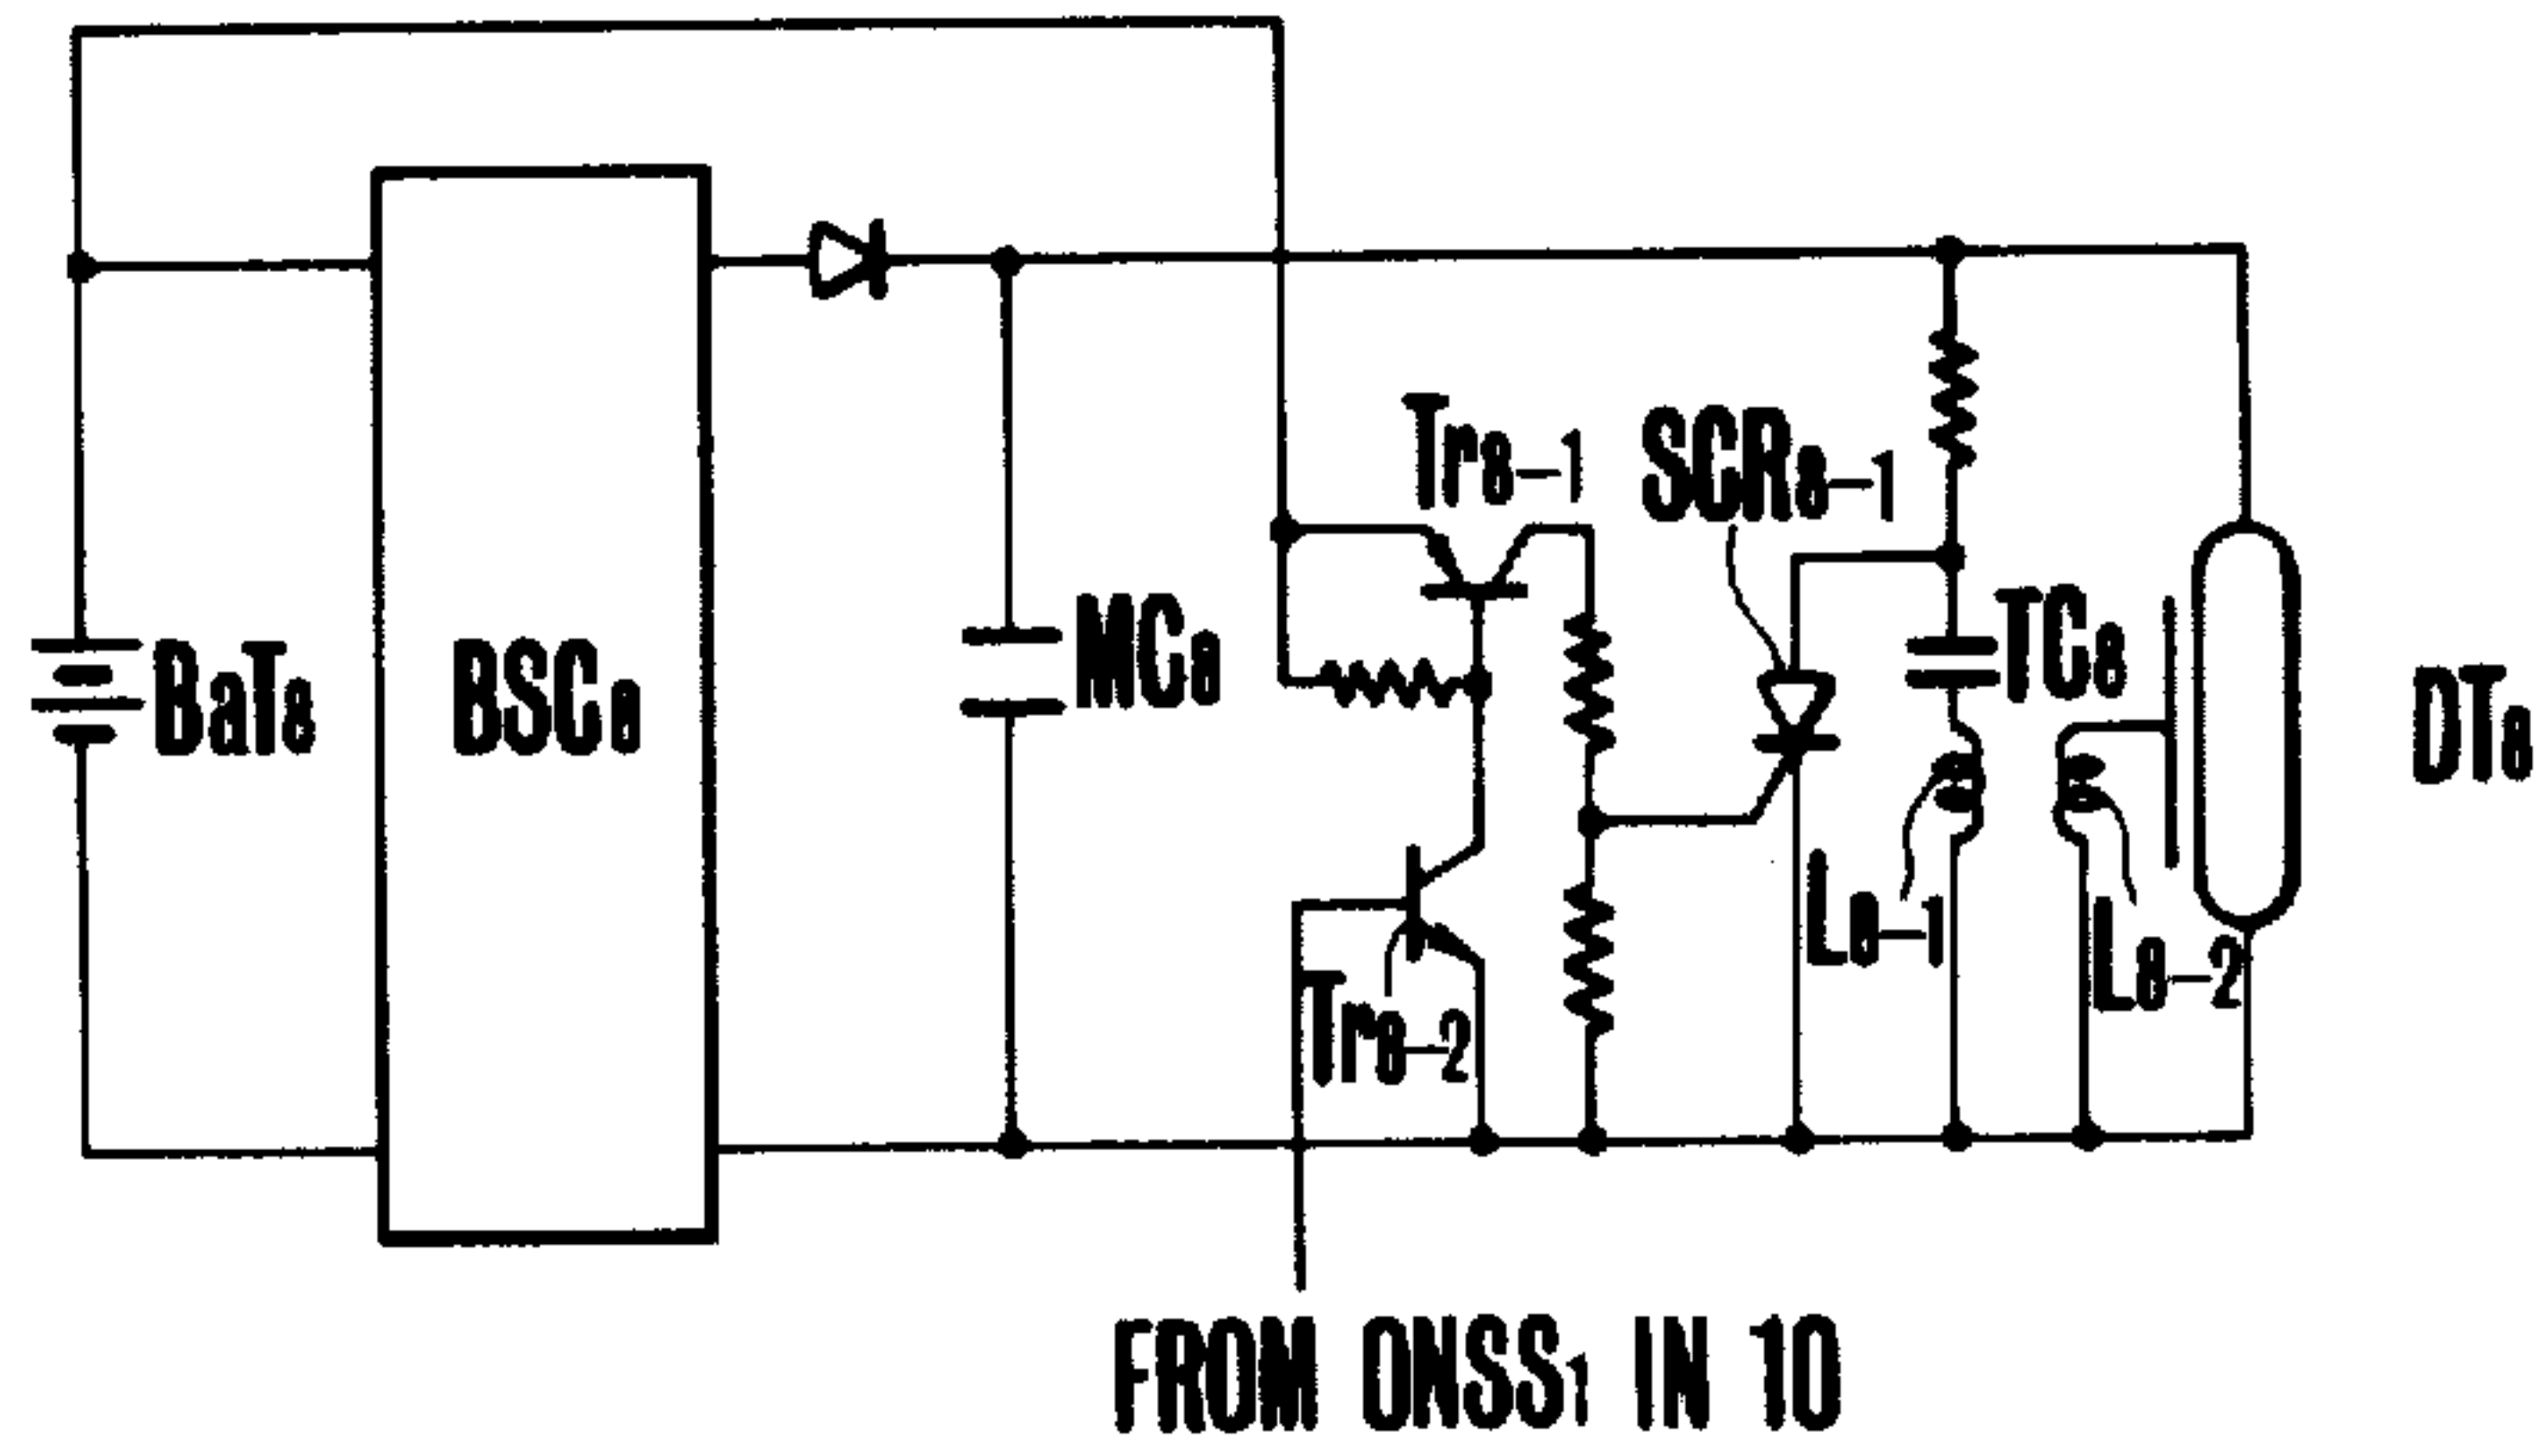 Tr8-1
SCR8-1
BaT8
BSC8
MC8
TC8
DT8
L8-1
L8-2
Tr8-2
FROM ONSS1 IN 10